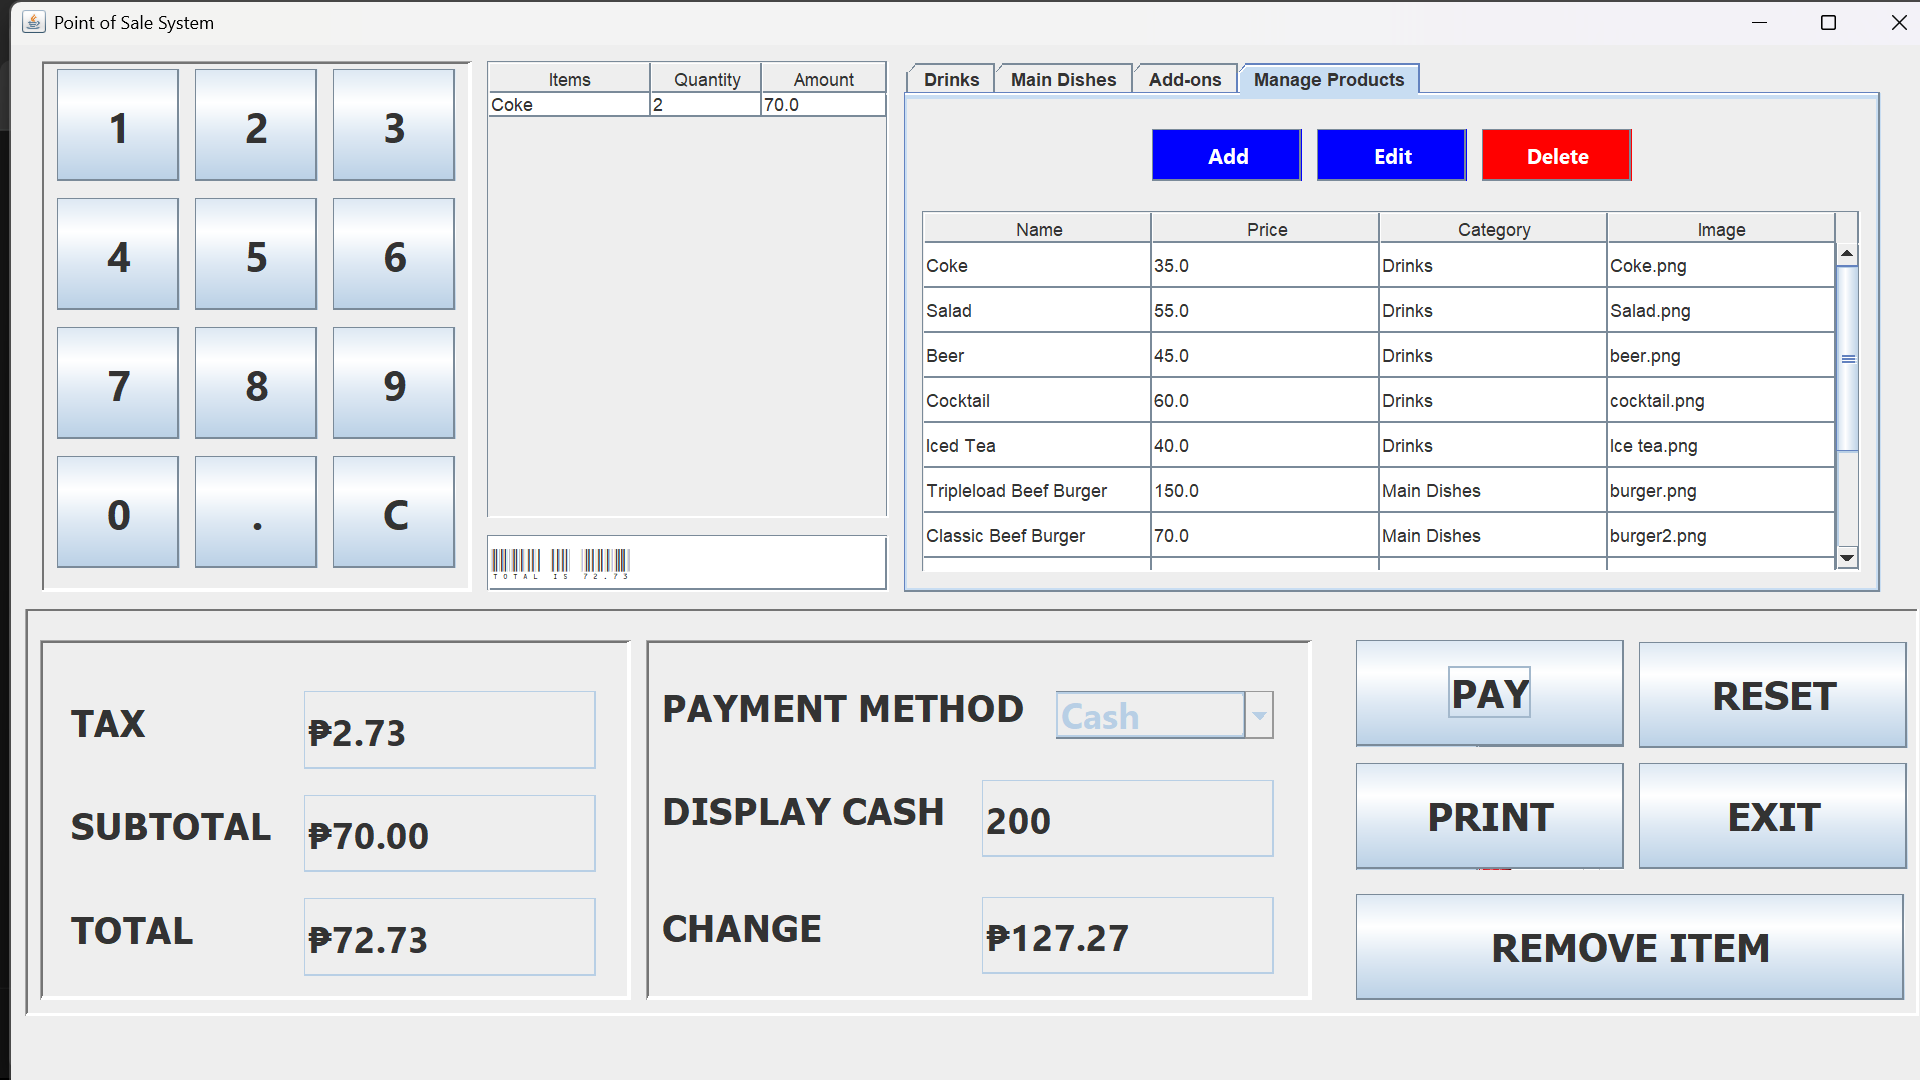 Point of Sale System
1 2 3
4 5 6
7 8 9
0 . C
Items Quantity Amount
Coke 2 70.0
TOTAL IS 72.73
Drinks Main Dishes Add-ons Manage Products
Add Edit Delete
Name Price Category Image
Coke 35.0 Drinks Coke.png
Salad 55.0 Drinks Salad.png
Beer 45.0 Drinks beer.png
Cocktail 60.0 Drinks cocktail.png
Iced Tea 40.0 Drinks Ice tea.png
Tripleload Beef Burger 150.0 Main Dishes burger.png
Classic Beef Burger 70.0 Main Dishes burger2.png
TAX ₱2.73
SUBTOTAL ₱70.00
TOTAL ₱72.73
PAYMENT METHOD Cash
DISPLAY CASH 200
CHANGE ₱127.27
PAY RESET
PRINT EXIT
REMOVE ITEM